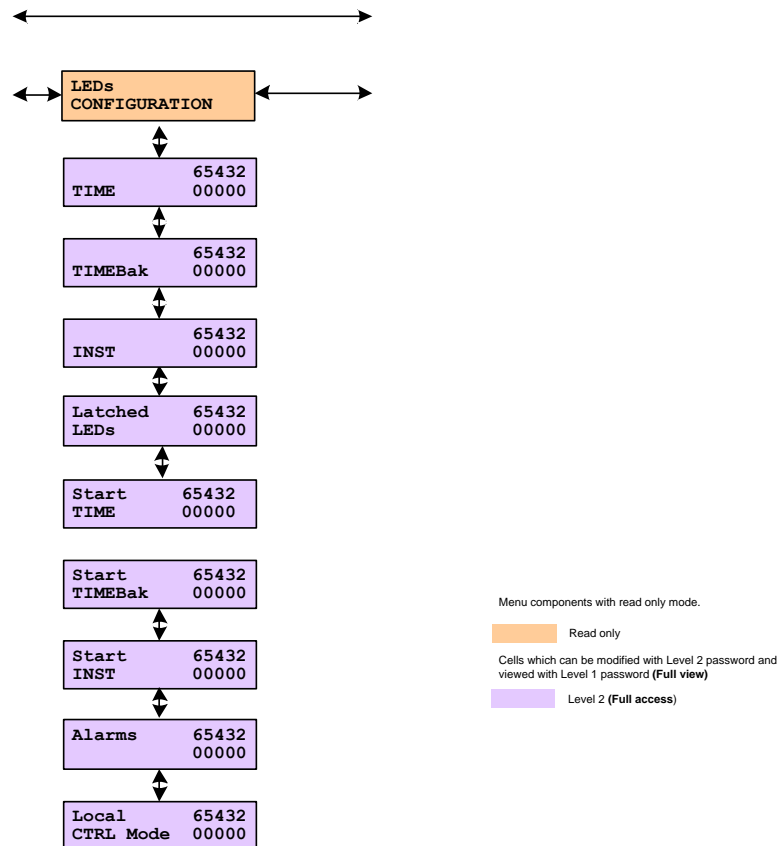 LEDs
CONFIGURATION
65432
TIME 00000
65432
TIMEBak 00000
65432
INST 00000
Latched 65432
LEDs 00000
Start 65432
TIME 00000
Start 65432
TIMEBak 00000
Start 65432
INST 00000
Alarms 65432
00000
Local 65432
CTRL Mode 00000
Menu components with read only mode.
Read only
Cells which can be modified with Level 2 password and
viewed with Level 1 password (Full view)
Level 2 (Full access)